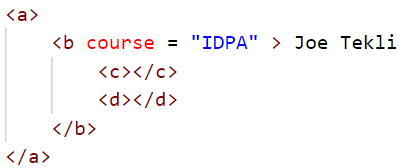 <a>
<b course = "IDPA" > Joe Tekli
<c></c>
<d></d>
</b>
</a>